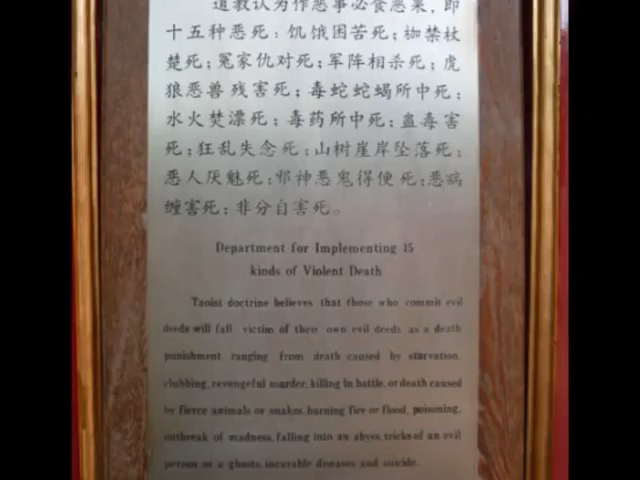 道教认为作恶事必食恶果，即
十五种恶死：饥饿困苦死；枷禁杖
楚死；冤家仇对死；军阵相杀死；虎
狼恶兽残害死；毒蛇蛇蝎所中死；
水火焚漂死；毒药所中死；蛊毒害
死；狂乱失念死；山树崖岸坠落死；
恶人厌魅死；邪神恶鬼得便死；恶病
缠害死；非分自害死。
Department for Implementing 15
kinds of Violent Death
Taoist doctrine believes that those who commit evil
deeds will fall victim of their own evil deeds as a death
punishment ranging from death caused by starvation,
clubbing, revengeful murder, killing in battle, or death caused
by fierce animals or snakes, burning fire or flood, poisoning,
outbreak of madness, falling into an abyss, tricks of an evil
person or a ghosts, incurable diseases and suicide.